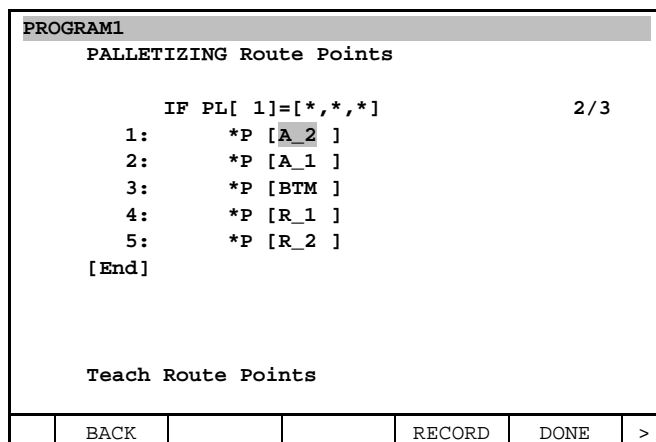 PROGRAM1
PALLETIZING Route Points
IF PL[ 1]=[*,*,*] 2/3
1: *P [A_2 ]
2: *P [A_1 ]
3: *P [BTM ]
4: *P [R_1 ]
5: *P [R_2 ]
[End]
Teach Route Points
BACK RECORD DONE >